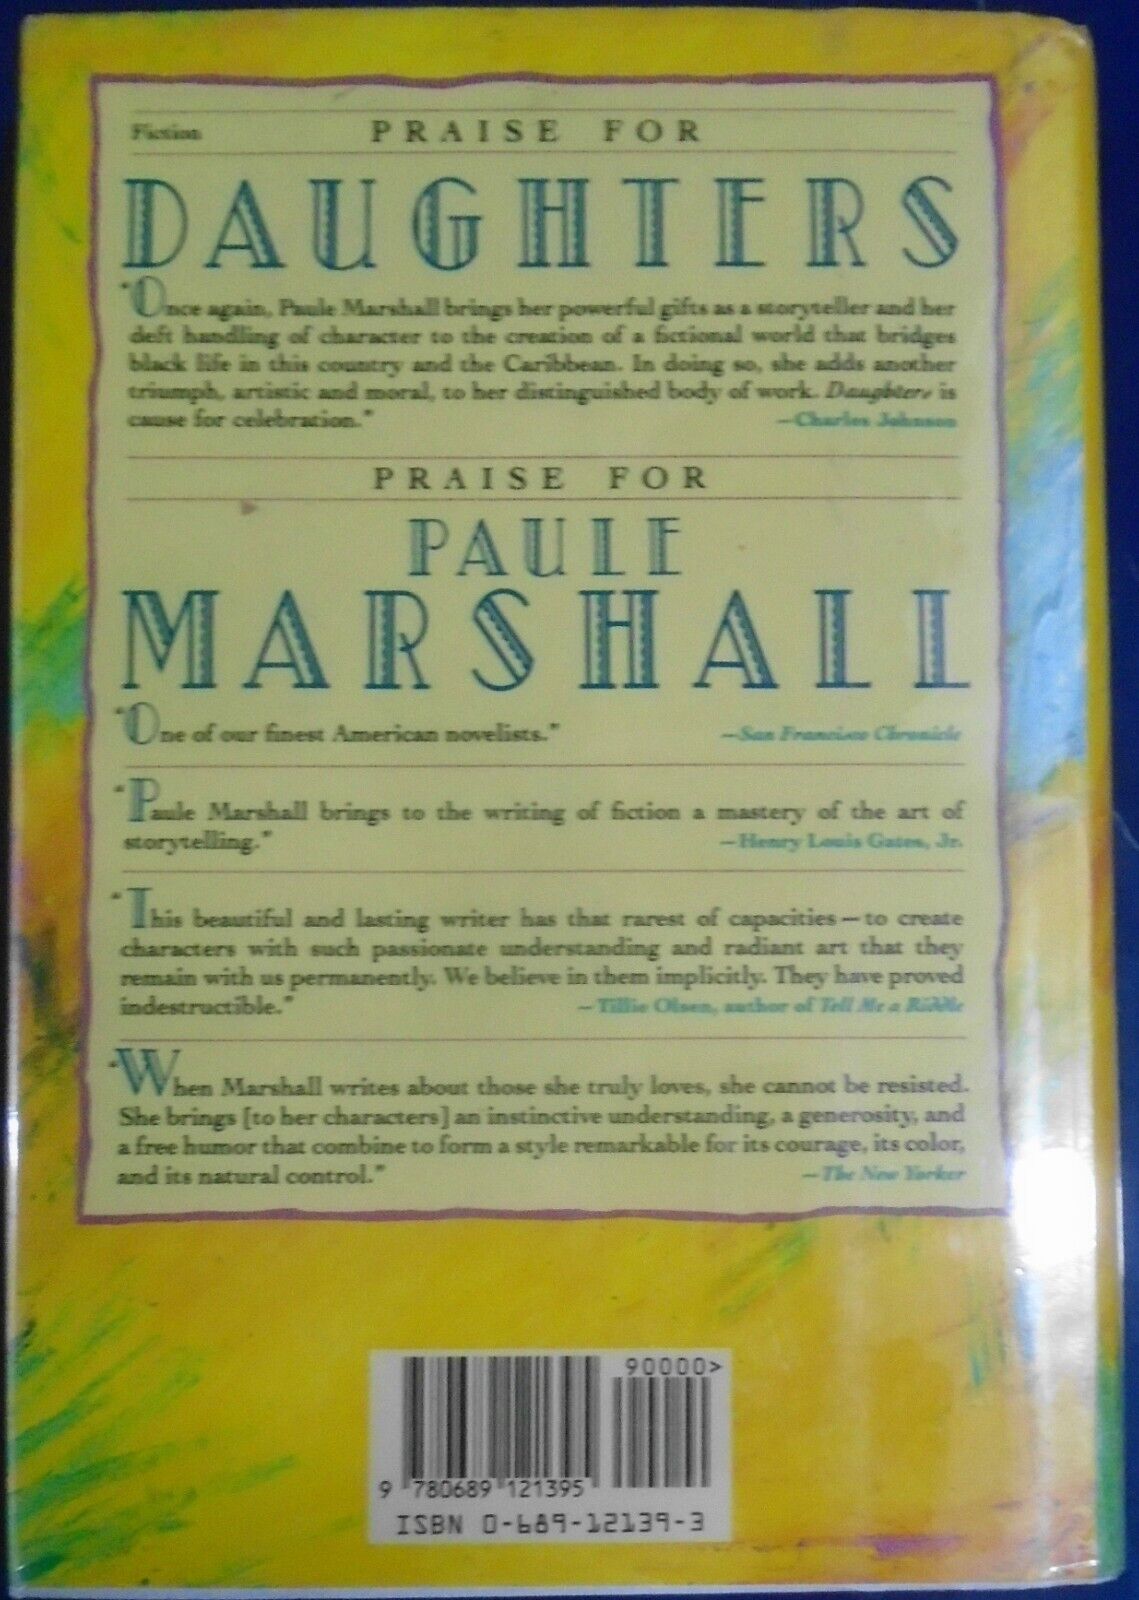 Fiction PRAISE FOR
DAUGHTERS
"Once again, Paule Marshall brings her powerful gifts as a storyteller and her
deft handling of character to the creation of a fictional world that bridges
black life in this country and the Caribbean. In doing so, she adds another
triumph, artistic and moral, to her distinguished body of work. Daughters is
cause for celebration." —Charles Johnson
PRAISE FOR
PAULE
MARSHALL
"One of our finest American novelists." —San Francisco Chronicle
"Paule Marshall brings to the writing of fiction a mastery of the art of
storytelling." —Henry Louis Gates, Jr.
"This beautiful and lasting writer has that rarest of capacities—to create
characters with such passionate understanding and radiant art that they
remain with us permanently. We believe in them implicitly. They have proved
indestructible." —Tillie Olsen, author of Tell Me a Riddle
"When Marshall writes about those she truly loves, she cannot be resisted.
She brings [to her characters] an instinctive understanding, a generosity, and
a free humor that combine to form a style remarkable for its courage, its color,
and its natural control." —The New Yorker
90000>
9 780689 121395
ISBN 0-689-12139-3